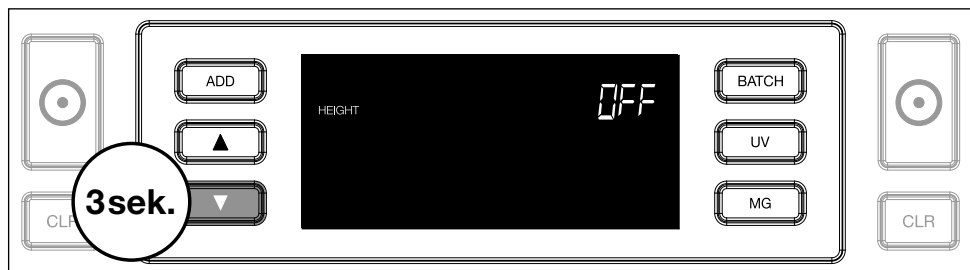 ADD
HEIGHT
OFF
BATCH
UV
3sek.
MG
CLR
CLR